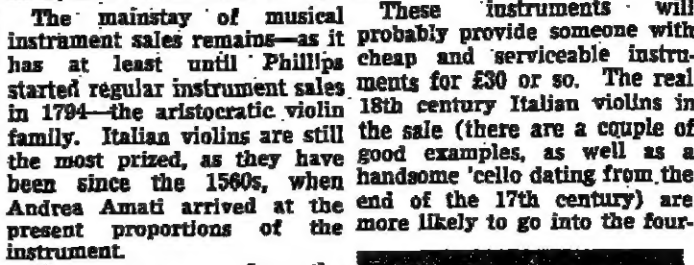 The mainstay of musical
instrument sales remains—as it
has at least until Phillips
started regular instrument sales
in 1794—the aristocratic violin
family. Italian violins are still
the most prized, as they have
been since the 1560s, when
Andrea Amati arrived at the
present proportions of the
instrument.
These instruments will
probably provide someone with
cheap and serviceable instru-
ments for £30 or so. The real
18th century Italian violins in
the sale (there are a couple of
good examples, as well as a
handsome 'cello dating from the
end of the 17th century) are
more likely to go into the four-